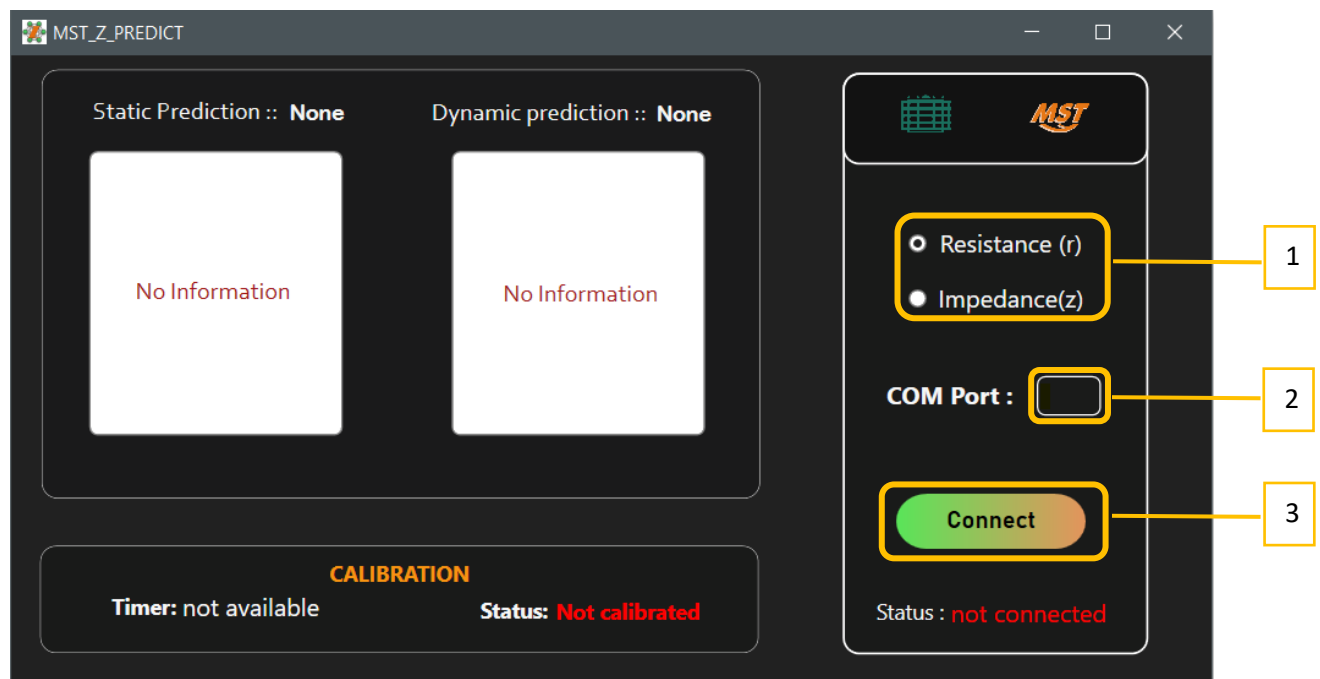 MST_Z_PREDICT
Static Prediction :: None
Dynamic prediction :: None
No Information
No Information
CALIBRATION
Timer: not available
Status: Not calibrated
MST
Resistance (r)
Impedance(z)
COM Port :
Connect
Status : not connected
1
2
3